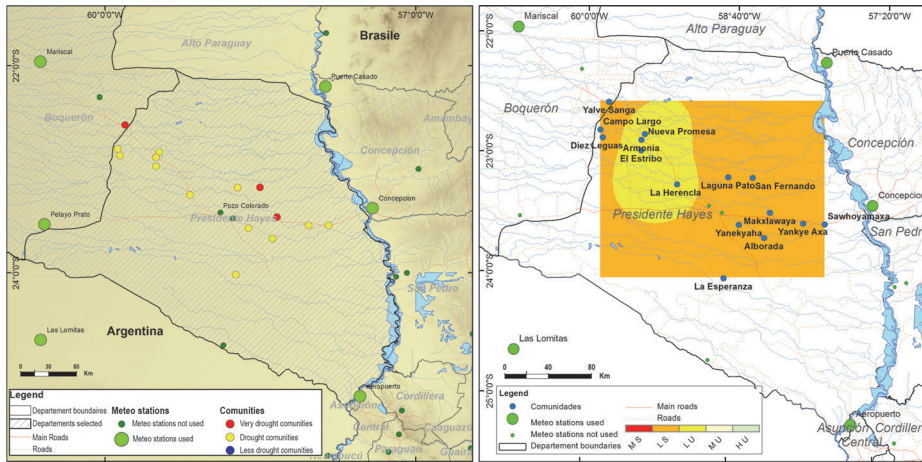 60°0'0"W
57°0'0"W
Mariscal
Alto Paraguay
Brasile
22°0'0"S
Puerto Casado
Boquerón
Amambay
Concepción
Pozo Colorado
Concepcion
Pelayo Prato
Presidente Hayes
24°0'0"S
San Pedro
Las Lomitas
Argentina
0 30 60
Km
Aeropuerto
Asunción
Cordillera
Central
Caaguazú
Paraguarí
Guaira
Ñeembucú
Legend
Departement boundaires
Departements selected
Main Roads
Roads
Meteo stations
Meteo stations not used
Meteo stations used
Comunities
Very drought comunities
Drought comunities
Less drought comunities
60°0'0"W
58°40'0"W
57°20'0"W
Mariscal
22°0'0"S
Alto Paraguay
Puerto Casado
Boquerón
Yalve Sanga
Campo Largo
Nueva Promesa
Diez Leguas
Armonia
El Estribo
23°0'0"S
Concepción
La Herencia
Laguna Pato
San Fernando
Concepcion
Presidente Hayes
Makxlawaya
Sawhoyamaxa
Yanekyaha
Yankye Axa
San Pedr
Alborada
24°0'0"S
La Esperanza
Las Lomitas
0 20 40 80
Km
25°0'0"S
Legend
Comunidades
Meteo stations used
Meteo stations not used
Departement boundaries
Main roads
Roads
M S
L S
L U
M U
H U
Aeropuerto
Asunción
Cordiller
Central